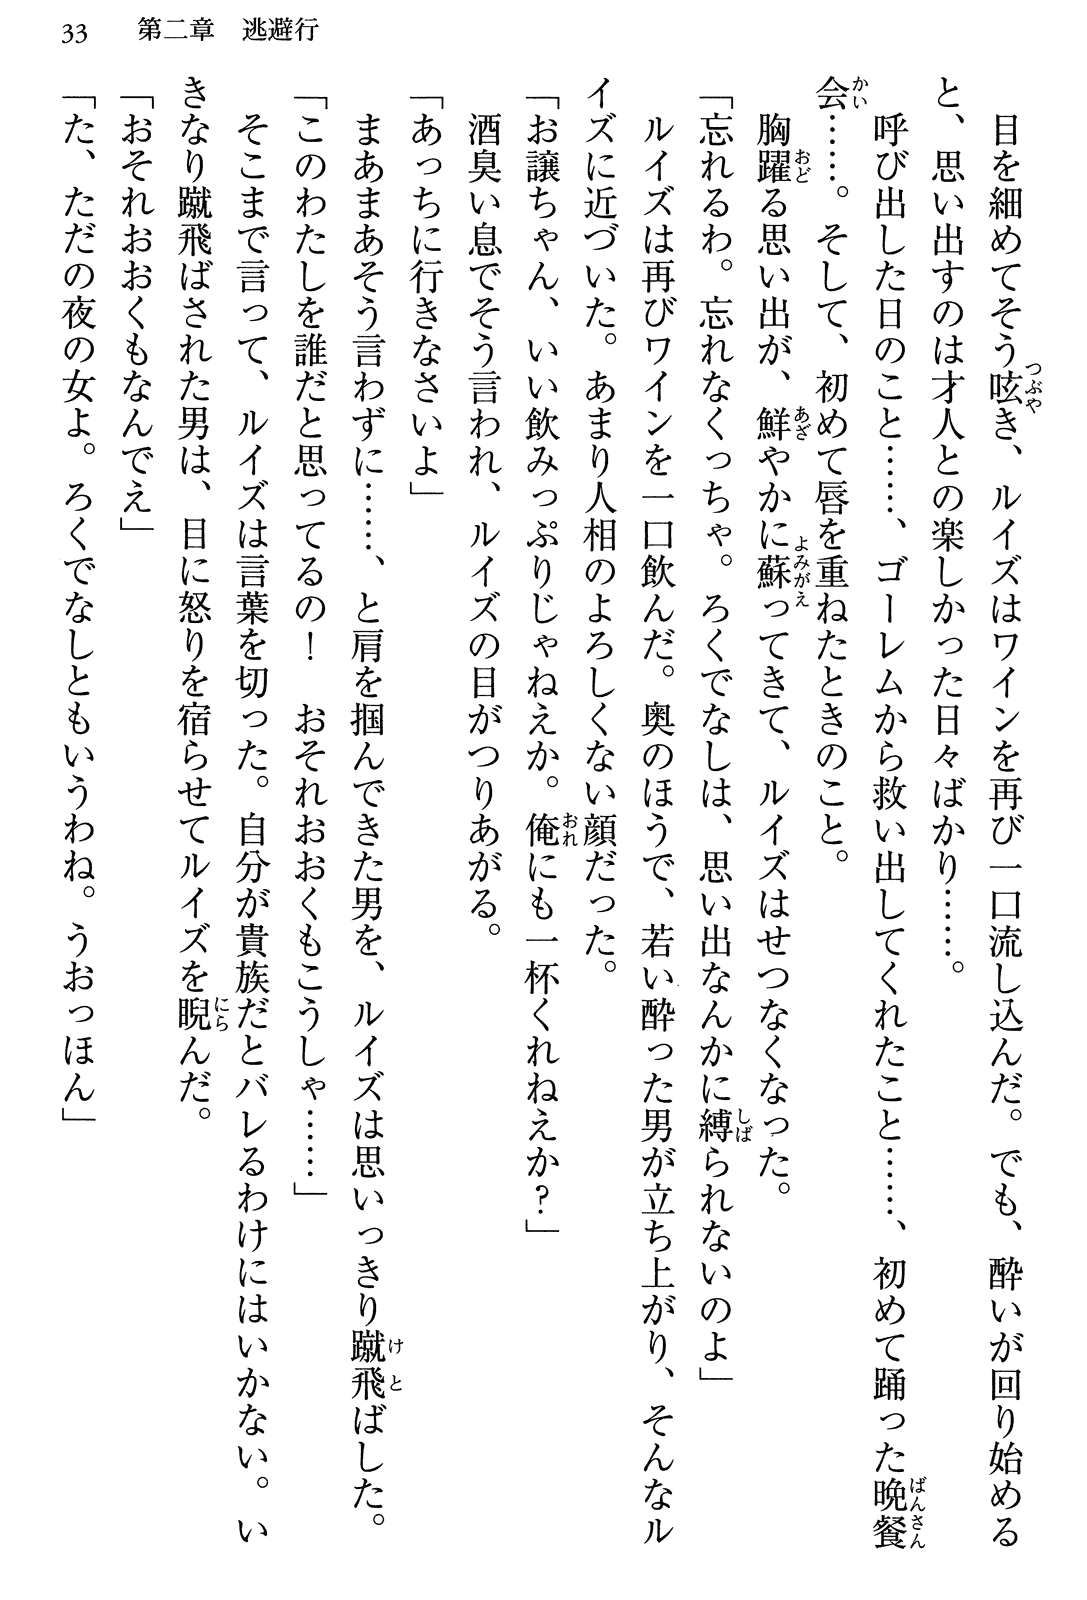 33　第二章　逃避行
　目を細めてそう呟き、ルイズはワインを再び一口流し込んだ。でも、酔いが回り始める
と、思い出すのは才人との楽しかった日々ばかり……。
　呼び出した日のこと……、ゴーレムから救い出してくれたこと……、初めて踊った晩餐
会……。そして、初めて唇を重ねたときのこと。
　胸躍る思い出が、鮮やかに蘇ってきて、ルイズはせつなくなった。
「忘れるわ。忘れなくっちゃ。ろくでなしは、思い出なんかに縛られないのよ」
　ルイズは再びワインを一口飲んだ。奥のほうで、若い酔った男が立ち上がり、そんなル
イズに近づいた。あまり人相のよろしくない顔だった。
「お譲ちゃん、いい飲みっぷりじゃねえか。俺にも一杯くれねえか？」
　酒臭い息でそう言われ、ルイズの目がつりあがる。
「あっちに行きなさいよ」
　まあまあそう言わずに……、と肩を掴んできた男を、ルイズは思いっきり蹴飛ばした。
「このわたしを誰だと思ってるの！　おそれおおくもこうしゃ……」
　そこまで言って、ルイズは言葉を切った。自分が貴族だとバレるわけにはいかない。い
きなり蹴飛ばされた男は、目に怒りを宿らせてルイズを睨んだ。
「おそれおおくもなんでえ」
「た、ただの夜の女よ。ろくでなしともいうわね。うおっほん」